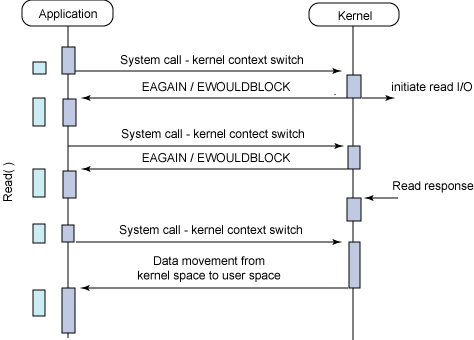 Application
Kernel
System call - kernel context switch
EAGAIN / EWOULDBLOCK
initiate read I/O
System call - kernel contect switch
EAGAIN / EWOULDBLOCK
Read( )
Read response
System call - kernel context switch
Data movement from
kernel space to user space